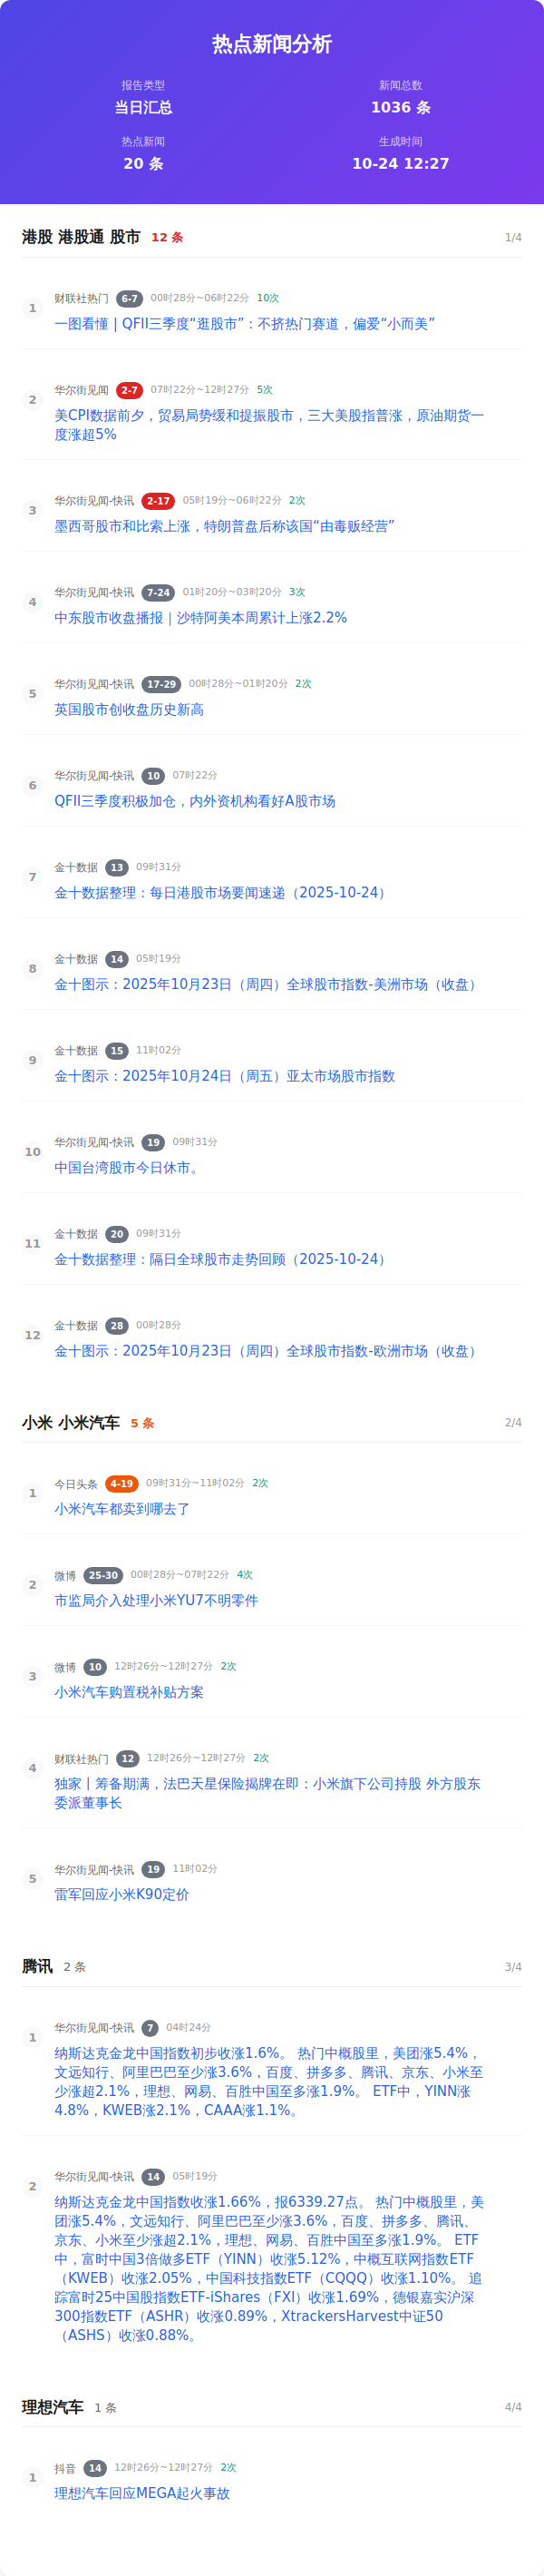 热点新闻分析
报告类型
当日汇总
新闻总数
1036 条
热点新闻
20 条
生成时间
10-24 12:27
港股 港股通 股市 12 条 1/4
1
财联社热门 6-7 00时28分~06时22分 10次
一图看懂 | QFII三季度“逛股市”：不挤热门赛道，偏爱“小而美”
2
华尔街见闻 2-7 07时22分~12时27分 5次
美CPI数据前夕，贸易局势缓和提振股市，三大美股指普涨，原油期货一
度涨超5%
3
华尔街见闻-快讯 2-17 05时19分~06时22分 2次
墨西哥股市和比索上涨，特朗普盘后称该国“由毒贩经营”
4
华尔街见闻-快讯 7-24 01时20分~03时20分 3次
中东股市收盘播报｜沙特阿美本周累计上涨2.2%
5
华尔街见闻-快讯 17-29 00时28分~01时20分 2次
英国股市创收盘历史新高
6
华尔街见闻-快讯 10 07时22分
QFII三季度积极加仓，内外资机构看好A股市场
7
金十数据 13 09时31分
金十数据整理：每日港股市场要闻速递（2025-10-24）
8
金十数据 14 05时19分
金十图示：2025年10月23日（周四）全球股市指数-美洲市场（收盘）
9
金十数据 15 11时02分
金十图示：2025年10月24日（周五）亚太市场股市指数
10
华尔街见闻-快讯 19 09时31分
中国台湾股市今日休市。
11
金十数据 20 09时31分
金十数据整理：隔日全球股市走势回顾（2025-10-24）
12
金十数据 28 00时28分
金十图示：2025年10月23日（周四）全球股市指数-欧洲市场（收盘）
小米 小米汽车 5 条 2/4
1
今日头条 4-19 09时31分~11时02分 2次
小米汽车都卖到哪去了
2
微博 25-30 00时28分~07时22分 4次
市监局介入处理小米YU7不明零件
3
微博 10 12时26分~12时27分 2次
小米汽车购置税补贴方案
4
财联社热门 12 12时26分~12时27分 2次
独家丨筹备期满，法巴天星保险揭牌在即：小米旗下公司持股 外方股东
委派董事长
5
华尔街见闻-快讯 19 11时02分
雷军回应小米K90定价
腾讯 2 条 3/4
1
华尔街见闻-快讯 7 04时24分
纳斯达克金龙中国指数初步收涨1.6%。 热门中概股里，美团涨5.4%，
文远知行、阿里巴巴至少涨3.6%，百度、拼多多、腾讯、京东、小米至
少涨超2.1%，理想、网易、百胜中国至多涨1.9%。 ETF中，YINN涨
4.8%，KWEB涨2.1%，CAAA涨1.1%。
2
华尔街见闻-快讯 14 05时19分
纳斯达克金龙中国指数收涨1.66%，报6339.27点。 热门中概股里，美
团涨5.4%，文远知行、阿里巴巴至少涨3.6%，百度、拼多多、腾讯、
京东、小米至少涨超2.1%，理想、网易、百胜中国至多涨1.9%。 ETF
中，富时中国3倍做多ETF（YINN）收涨5.12%，中概互联网指数ETF
（KWEB）收涨2.05%，中国科技指数ETF（CQQQ）收涨1.10%。 追
踪富时25中国股指数ETF-iShares（FXI）收涨1.69%，德银嘉实沪深
300指数ETF（ASHR）收涨0.89%，XtrackersHarvest中证50
（ASHS）收涨0.88%。
理想汽车 1 条 4/4
1
抖音 14 12时26分~12时27分 2次
理想汽车回应MEGA起火事故